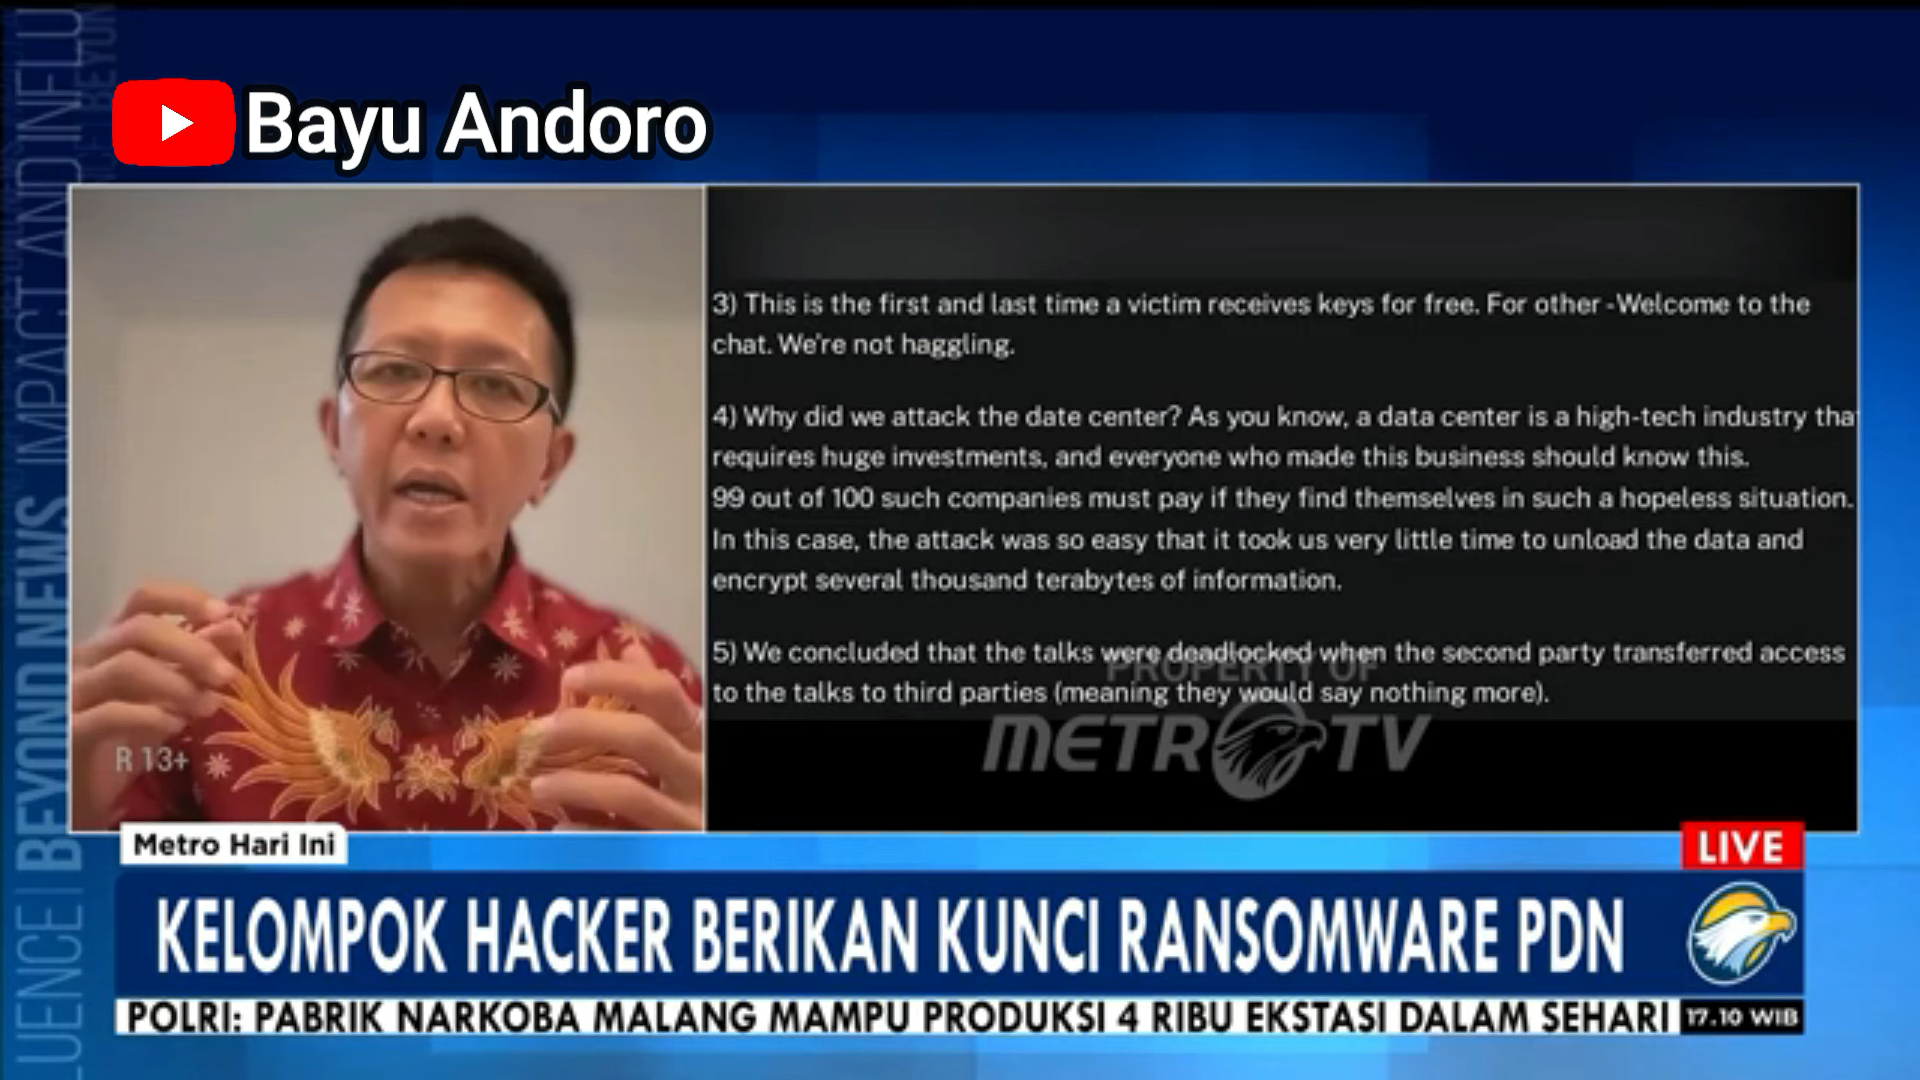 Bayu Andoro
3) This is the first and last time a victim receives keys for free. For other -Welcome to the
chat. We're not haggling.
4) Why did we attack the date center? As you know, a data center is a high-tech industry tha
requires huge investments, and everyone who made this business should know this.
99 out of 100 such companies must pay if they find themselves in such a hopeless situation.
In this case, the attack was so easy that it took us very little time to unload the data and
encrypt several thousand terabytes of information.
5) We concluded that the talks were deadlocked when the second party transferred access
to the talks to third parties (meaning they would say nothing more).
PROPERTY OF
METRO TV
R 13+
Metro Hari Ini
LIVE
KELOMPOK HACKER BERIKAN KUNCI RANSOMWARE PDN
POLRI: PABRIK NARKOBA MALANG MAMPU PRODUKSI 4 RIBU EKSTASI DALAM SEHARI
17.10 WIB
UENCE | BEYOND NEWS IMPACT AND INFLU